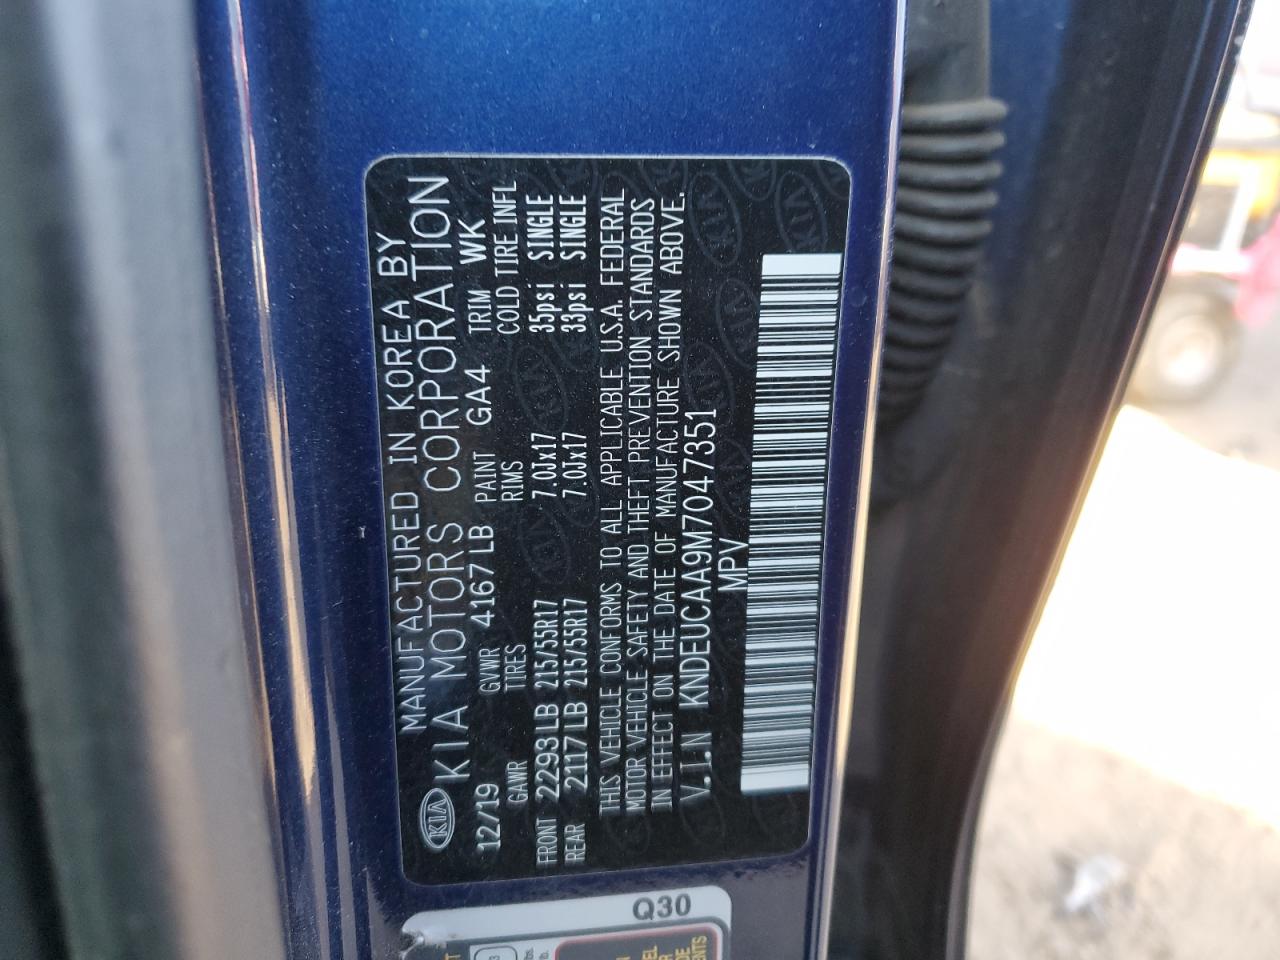 MANUFACTURED IN KOREA BY
KIA KIA MOTORS CORPORATION
12/19 GVWR 4167 LB PAINT GA4 TRIM WK
GAWR TIRES RIMS COLD TIRE INFL
FRONT 2293 LB 215/55R17 7.0Jx17 35psi SINGLE
REAR 2117 LB 215/55R17 7.0Jx17 33psi SINGLE
THIS VEHICLE CONFORMS TO ALL APPLICABLE U.S.A. FEDERAL
MOTOR VEHICLE SAFETY AND THEFT PREVENTION STANDARDS
IN EFFECT ON THE DATE OF MANUFACTURE SHOWN ABOVE.
V.I.N KNDEUCAA9M7047351
MPV
Q30